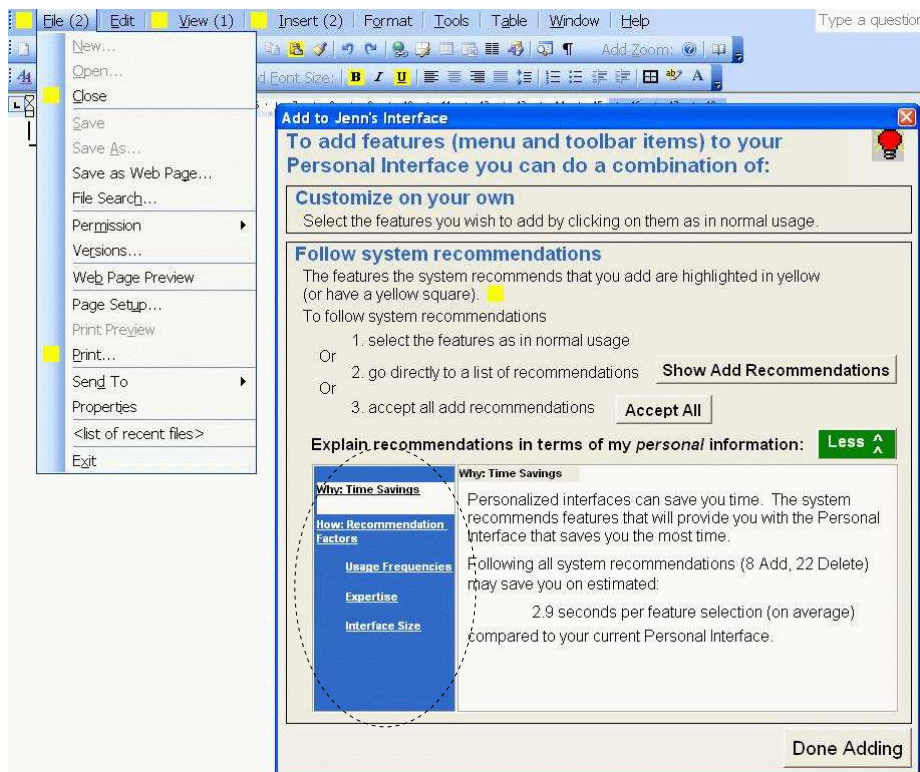 File (2) Edit View (1) Insert (2) Format Tools Table Window Help Type a question
New...
Open...
Close
Save
Save As...
Save as Web Page...
File Search...
Permission
Versions...
Web Page Preview
Page Setup...
Print Preview
Print...
Send To
Properties
<list of recent files>
Exit
Add Zoom:
Font Size: B I U
Add to Jenn's Interface
To add features (menu and toolbar items) to your
Personal Interface you can do a combination of:
Customize on your own
Select the features you wish to add by clicking on them as in normal usage.
Follow system recommendations
The features the system recommends that you add are highlighted in yellow
(or have a yellow square).
To follow system recommendations
1. select the features as in normal usage
Or
2. go directly to a list of recommendations Show Add Recommendations
Or
3. accept all add recommendations Accept All
Explain recommendations in terms of my personal information: Less
Why: Time Savings
How: Recommendation
Factors
Usage Frequencies
Expertise
Interface Size
Why: Time Savings
Personalized interfaces can save you time. The system
recommends features that will provide you with the Personal
Interface that saves you the most time.
Following all system recommendations (8 Add, 22 Delete)
may save you on estimated:
2.9 seconds per feature selection (on average)
compared to your current Personal Interface.
Done Adding